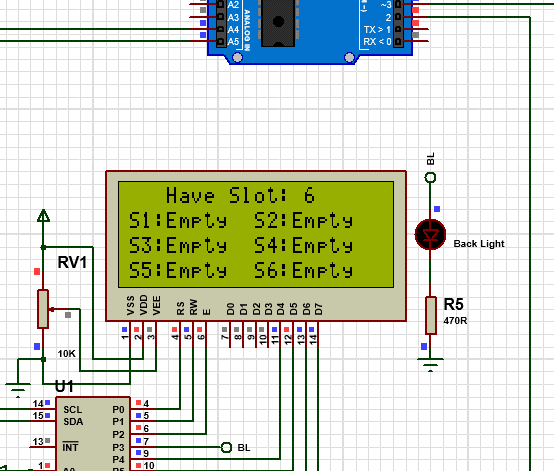 A2
A3
A4
A5
ANALOG IN
~3
2
TX > 1
RX < 0
BL
Have Slot: 6
S1:Empty S2:Empty
S3:Empty S4:Empty
S5:Empty S6:Empty
Back Light
RV1
10K
R5
470R
VSS VDD VEE RS RW E D0 D1 D2 D3 D4 D5 D6 D7
1 2 3 4 5 6 7 8 9 10 11 12 13 14
U1
14 SCL P0 4
15 SDA P1 5
P2 6
13 INT P3 7 BL
P4 9
1 A0 10